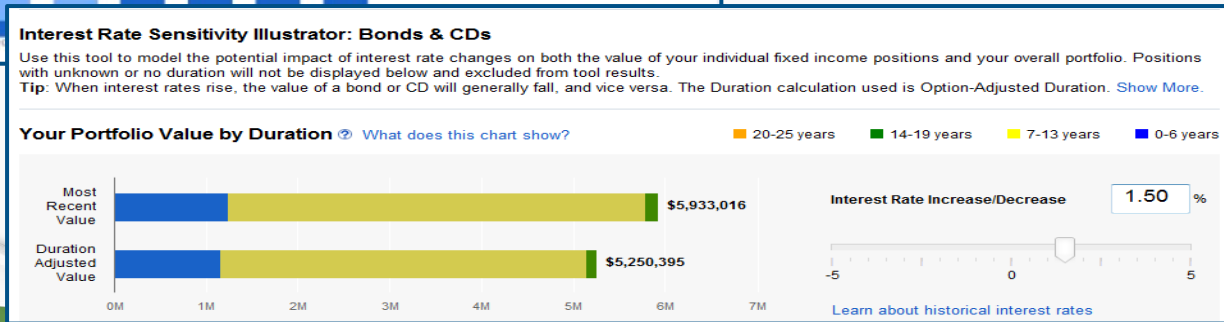 Interest Rate Sensitivity Illustrator: Bonds & CDs
Use this tool to model the potential impact of interest rate changes on both the value of your individual fixed income positions and your overall portfolio. Positions
with unknown or no duration will not be displayed below and excluded from tool results.
Tip: When interest rates rise, the value of a bond or CD will generally fall, and vice versa. The Duration calculation used is Option-Adjusted Duration. Show More.
Your Portfolio Value by Duration ? What does this chart show?
20-25 years 14-19 years 7-13 years 0-6 years
Most
Recent
Value
$5,933,016
Duration
Adjusted
Value
$5,250,395
0M 1M 2M 3M 4M 5M 6M 7M
Interest Rate Increase/Decrease 1.50 %
-5 0 5
Learn about historical interest rates